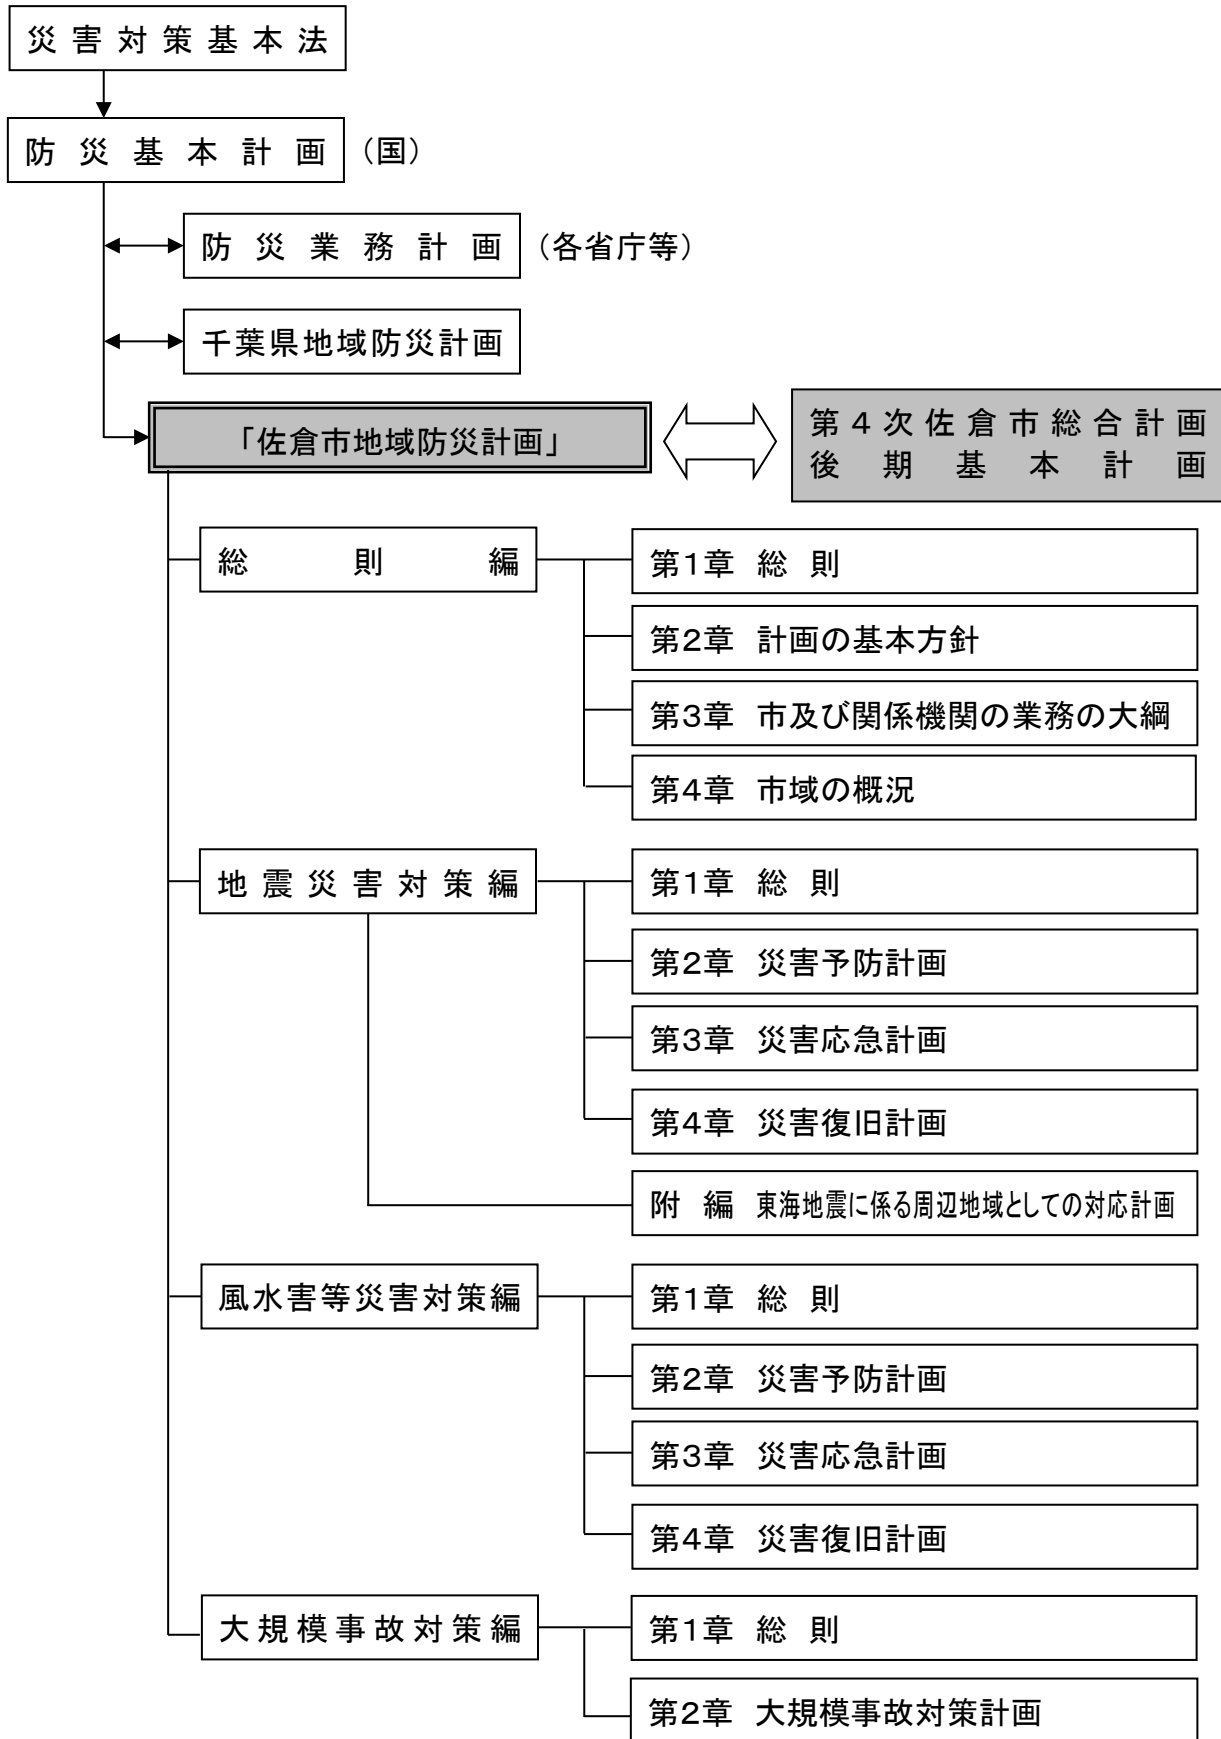 災害対策基本法
防災基本計画 （国）
防災業務計画 （各省庁等）
千葉県地域防災計画
「佐倉市地域防災計画」
第４次佐倉市総合計画
後期基本計画
総則編
第1章 総 則
第2章 計画の基本方針
第3章 市及び関係機関の業務の大綱
第4章 市域の概況
地震災害対策編
第1章 総 則
第2章 災害予防計画
第3章 災害応急計画
第4章 災害復旧計画
附 編 東海地震に係る周辺地域としての対応計画
風水害等災害対策編
第1章 総 則
第2章 災害予防計画
第3章 災害応急計画
第4章 災害復旧計画
大規模事故対策編
第1章 総 則
第2章 大規模事故対策計画